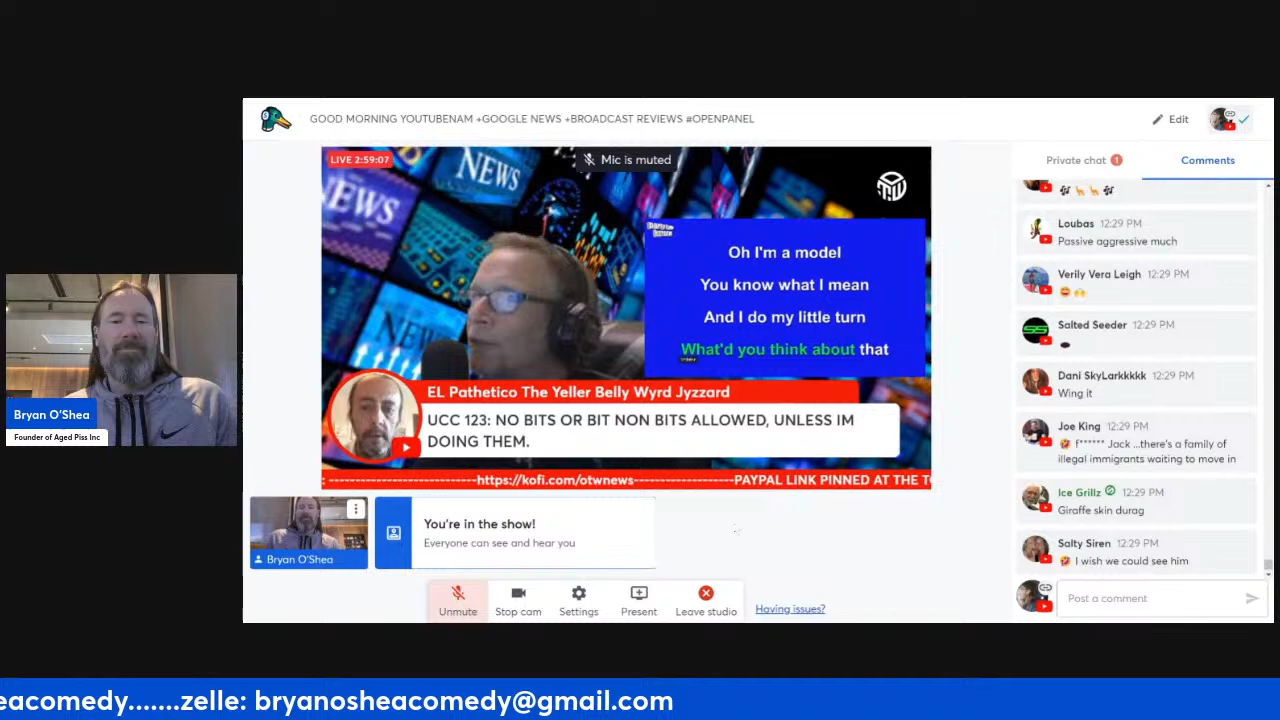 GOOD MORNING YOUTUBENAM +GOOGLE NEWS +BROADCAST REVIEWS #OPENPANEL
Edit
LIVE 2:59:07
Mic is muted
NEWS
NEWS
NEWS
Oh I'm a model
You know what I mean
And I do my little turn
What'd you think about that
EL Pathetico The Yeller Belly Wyrd Jyzzard
UCC 123: NO BITS OR BIT NON BITS ALLOWED, UNLESS IM
DOING THEM.
: ---------------------------https://kofi.com/otwnews------------------PAYPAL LINK PINNED AT THE T
Bryan O'Shea
Founder of Aged Piss Inc
Bryan O'Shea
You're in the show!
Everyone can see and hear you
Unmute
Stop cam
Settings
Present
Leave studio
Having issues?
Private chat 1
Comments
Loubas 12:29 PM
Passive aggressive much
Verily Vera Leigh 12:29 PM
Salted Seeder 12:29 PM
Dani SkyLarkkkkk 12:29 PM
Wing it
Joe King 12:29 PM
🤣 f****** Jack ...there's a family of
illegal immigrants waiting to move in
Ice Grillz 12:29 PM
Giraffe skin durag
Salty Siren 12:29 PM
🤣 I wish we could see him
Post a comment
eacomedy.......zelle: bryanosheacomedy@gmail.com